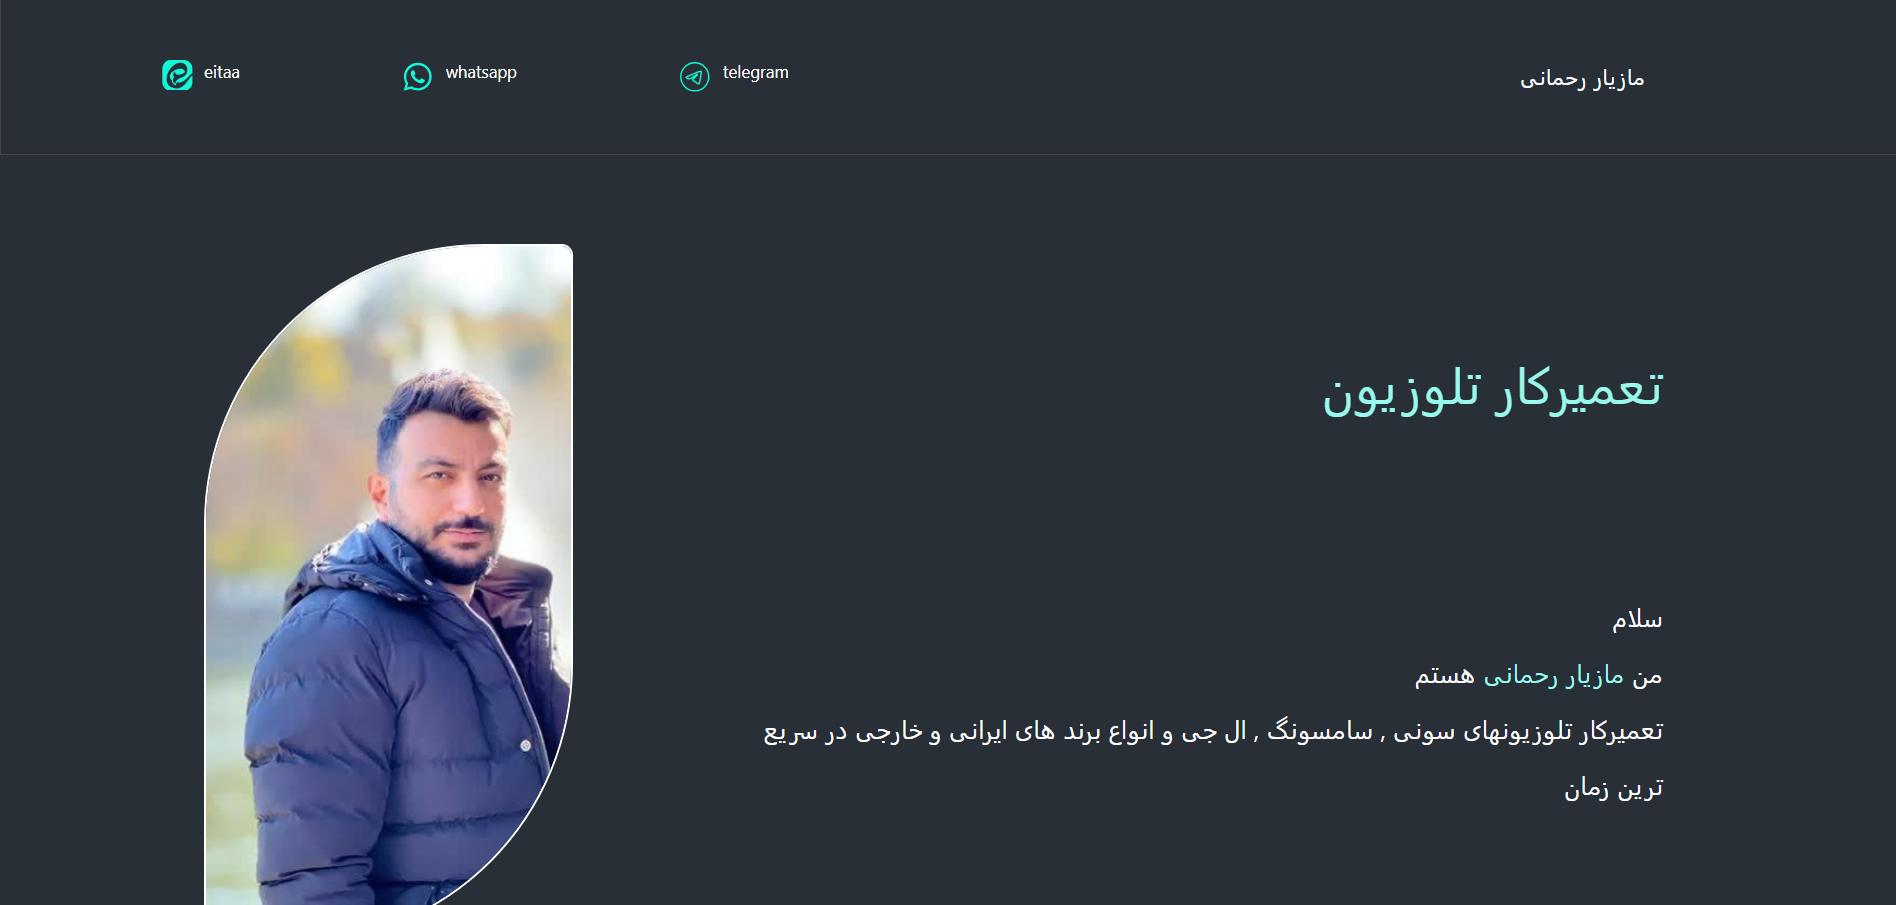 مازیار رحمانی
telegram
whatsapp
eitaa
تعمیرکار تلوزیون
سلام
من مازیار رحمانی هستم
تعمیرکار تلوزیونهای سونی , سامسونگ , ال جی و انواع برند های ایرانی و خارجی در سریع
ترین زمان